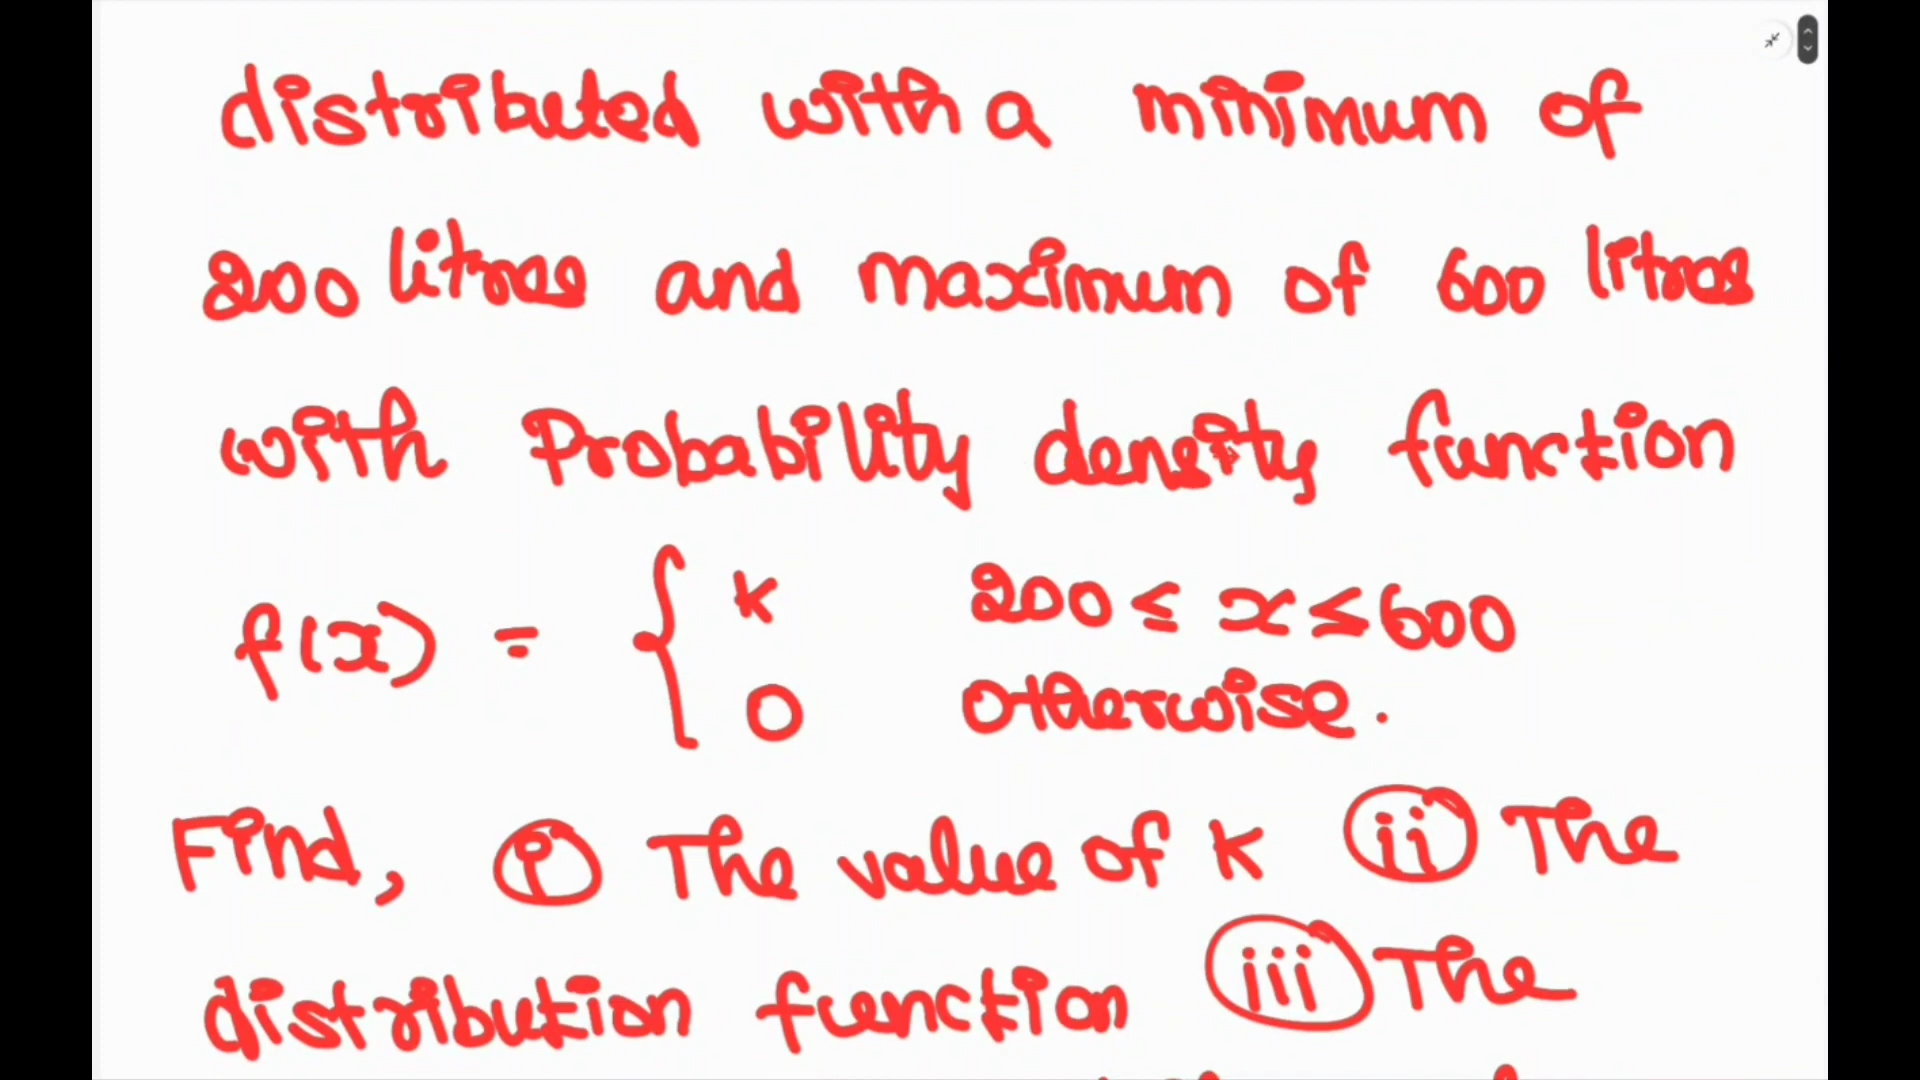 distributed with a minimum of
200 litres and maximum of 600 litres
with Probability density function
f(x) = { k 200 ≤ x ≤ 600
0 otherwise.
Find, (i) The value of k (ii) The
distribution function (iii) The